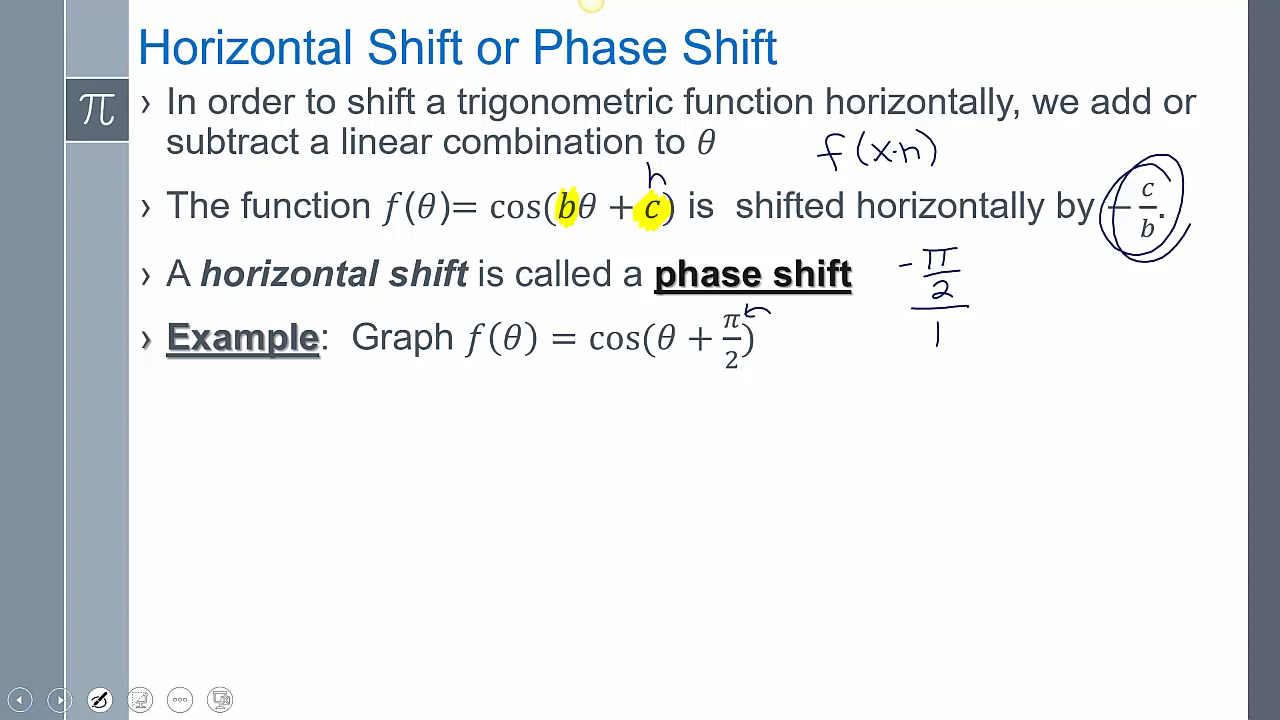 Horizontal Shift or Phase Shift
π
› In order to shift a trigonometric function horizontally, we add or
subtract a linear combination to θ
f(x-h)
h
› The function f(θ)= cos(bθ + c) is shifted horizontally by −c/b.
› A horizontal shift is called a phase shift
-π/2
1
› Example: Graph f(θ) = cos(θ + π/2)